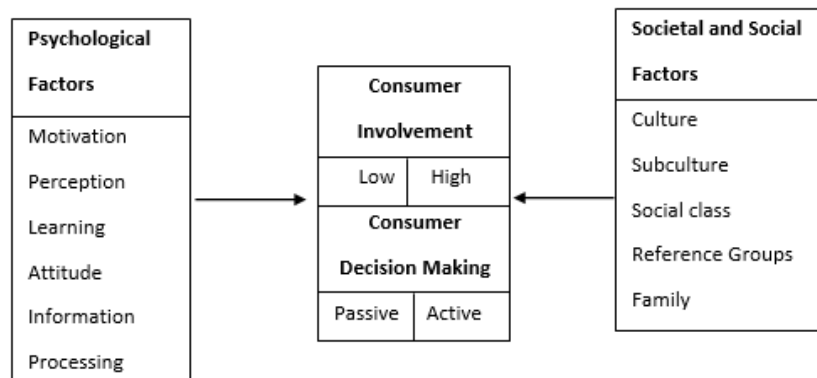 Psychological
Factors
Motivation
Perception
Learning
Attitude
Information
Processing
Consumer
Involvement
Low High
Consumer
Decision Making
Passive Active
Societal and Social
Factors
Culture
Subculture
Social class
Reference Groups
Family